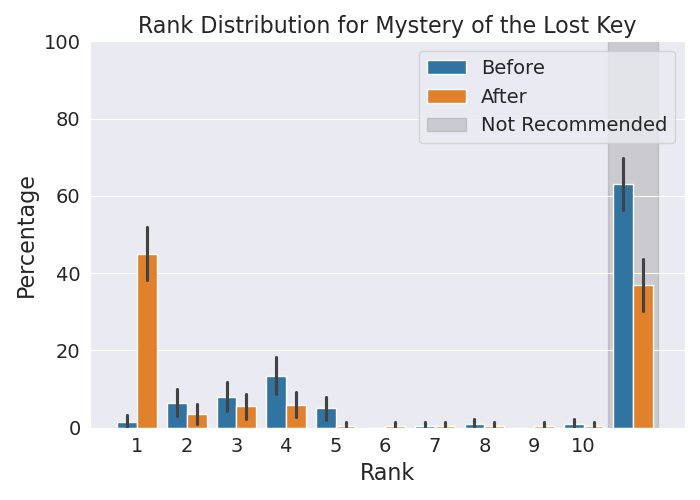 Rank Distribution for Mystery of the Lost Key
100
80
60
40
20
0
Percentage
Before
After
Not Recommended
1 2 3 4 5 6 7 8 9 10
Rank